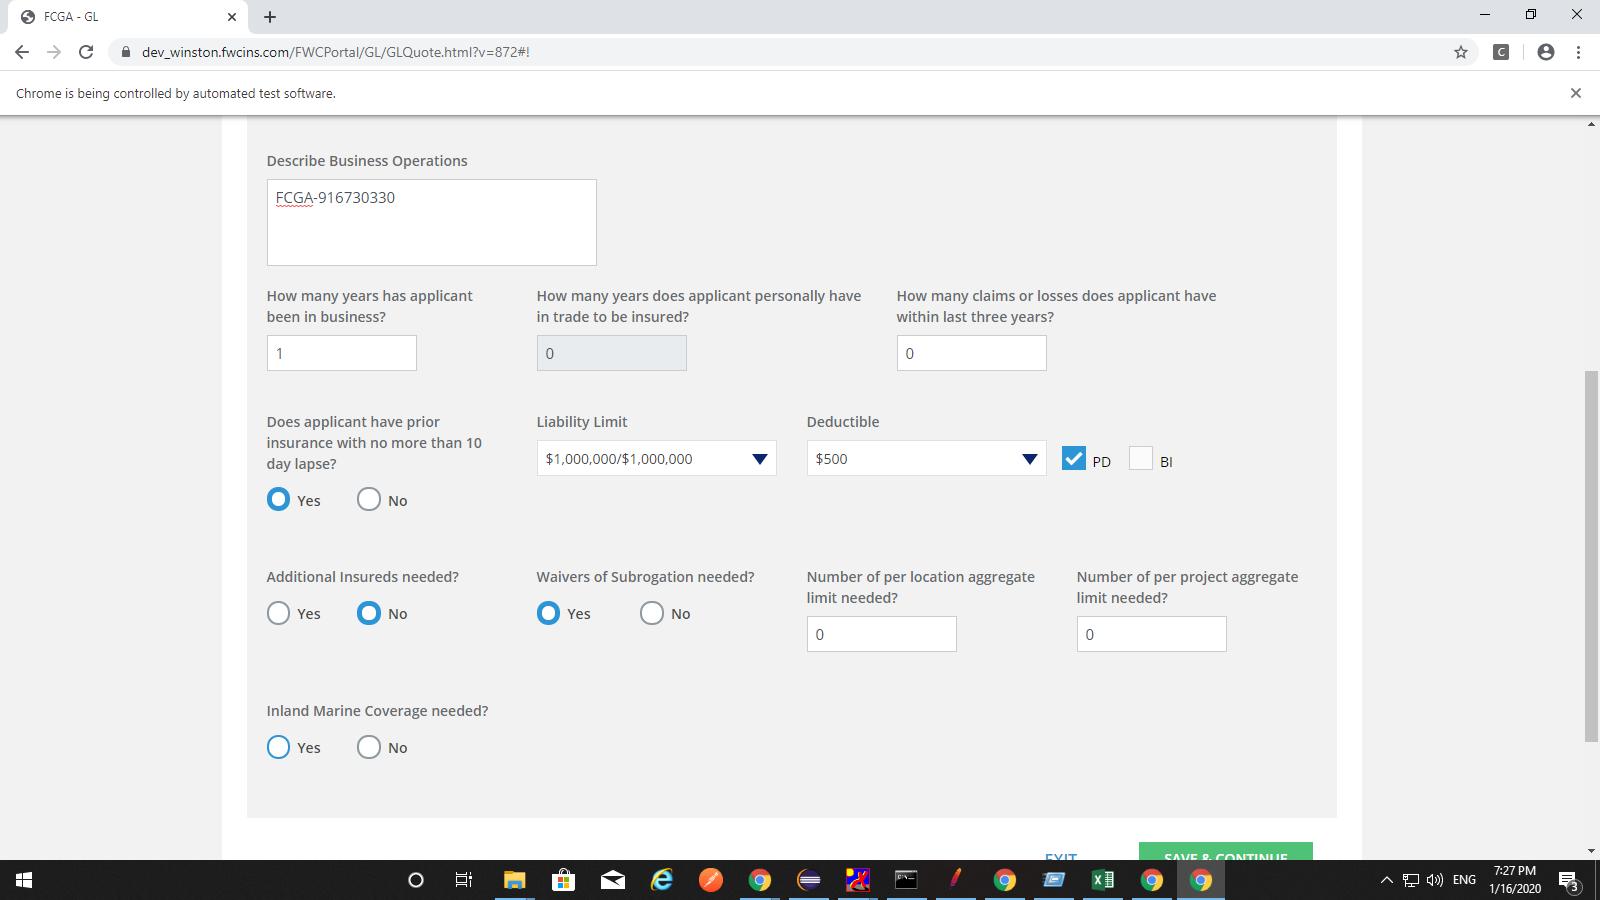 FCGA - GL
dev_winston.fwcins.com/FWCPortal/GL/GLQuote.html?v=872#!
C
Chrome is being controlled by automated test software.
Describe Business Operations
FCGA-916730330
How many years has applicant been in business?
1
How many years does applicant personally have in trade to be insured?
0
How many claims or losses does applicant have within last three years?
0
Does applicant have prior insurance with no more than 10 day lapse?
Yes No
Liability Limit
$1,000,000/$1,000,000
Deductible
$500
PD BI
Additional Insureds needed?
Yes No
Waivers of Subrogation needed?
Yes No
Number of per location aggregate limit needed?
0
Number of per project aggregate limit needed?
0
Inland Marine Coverage needed?
Yes No
EXIT
SAVE & CONTINUE
ENG
7:27 PM
1/16/2020
3